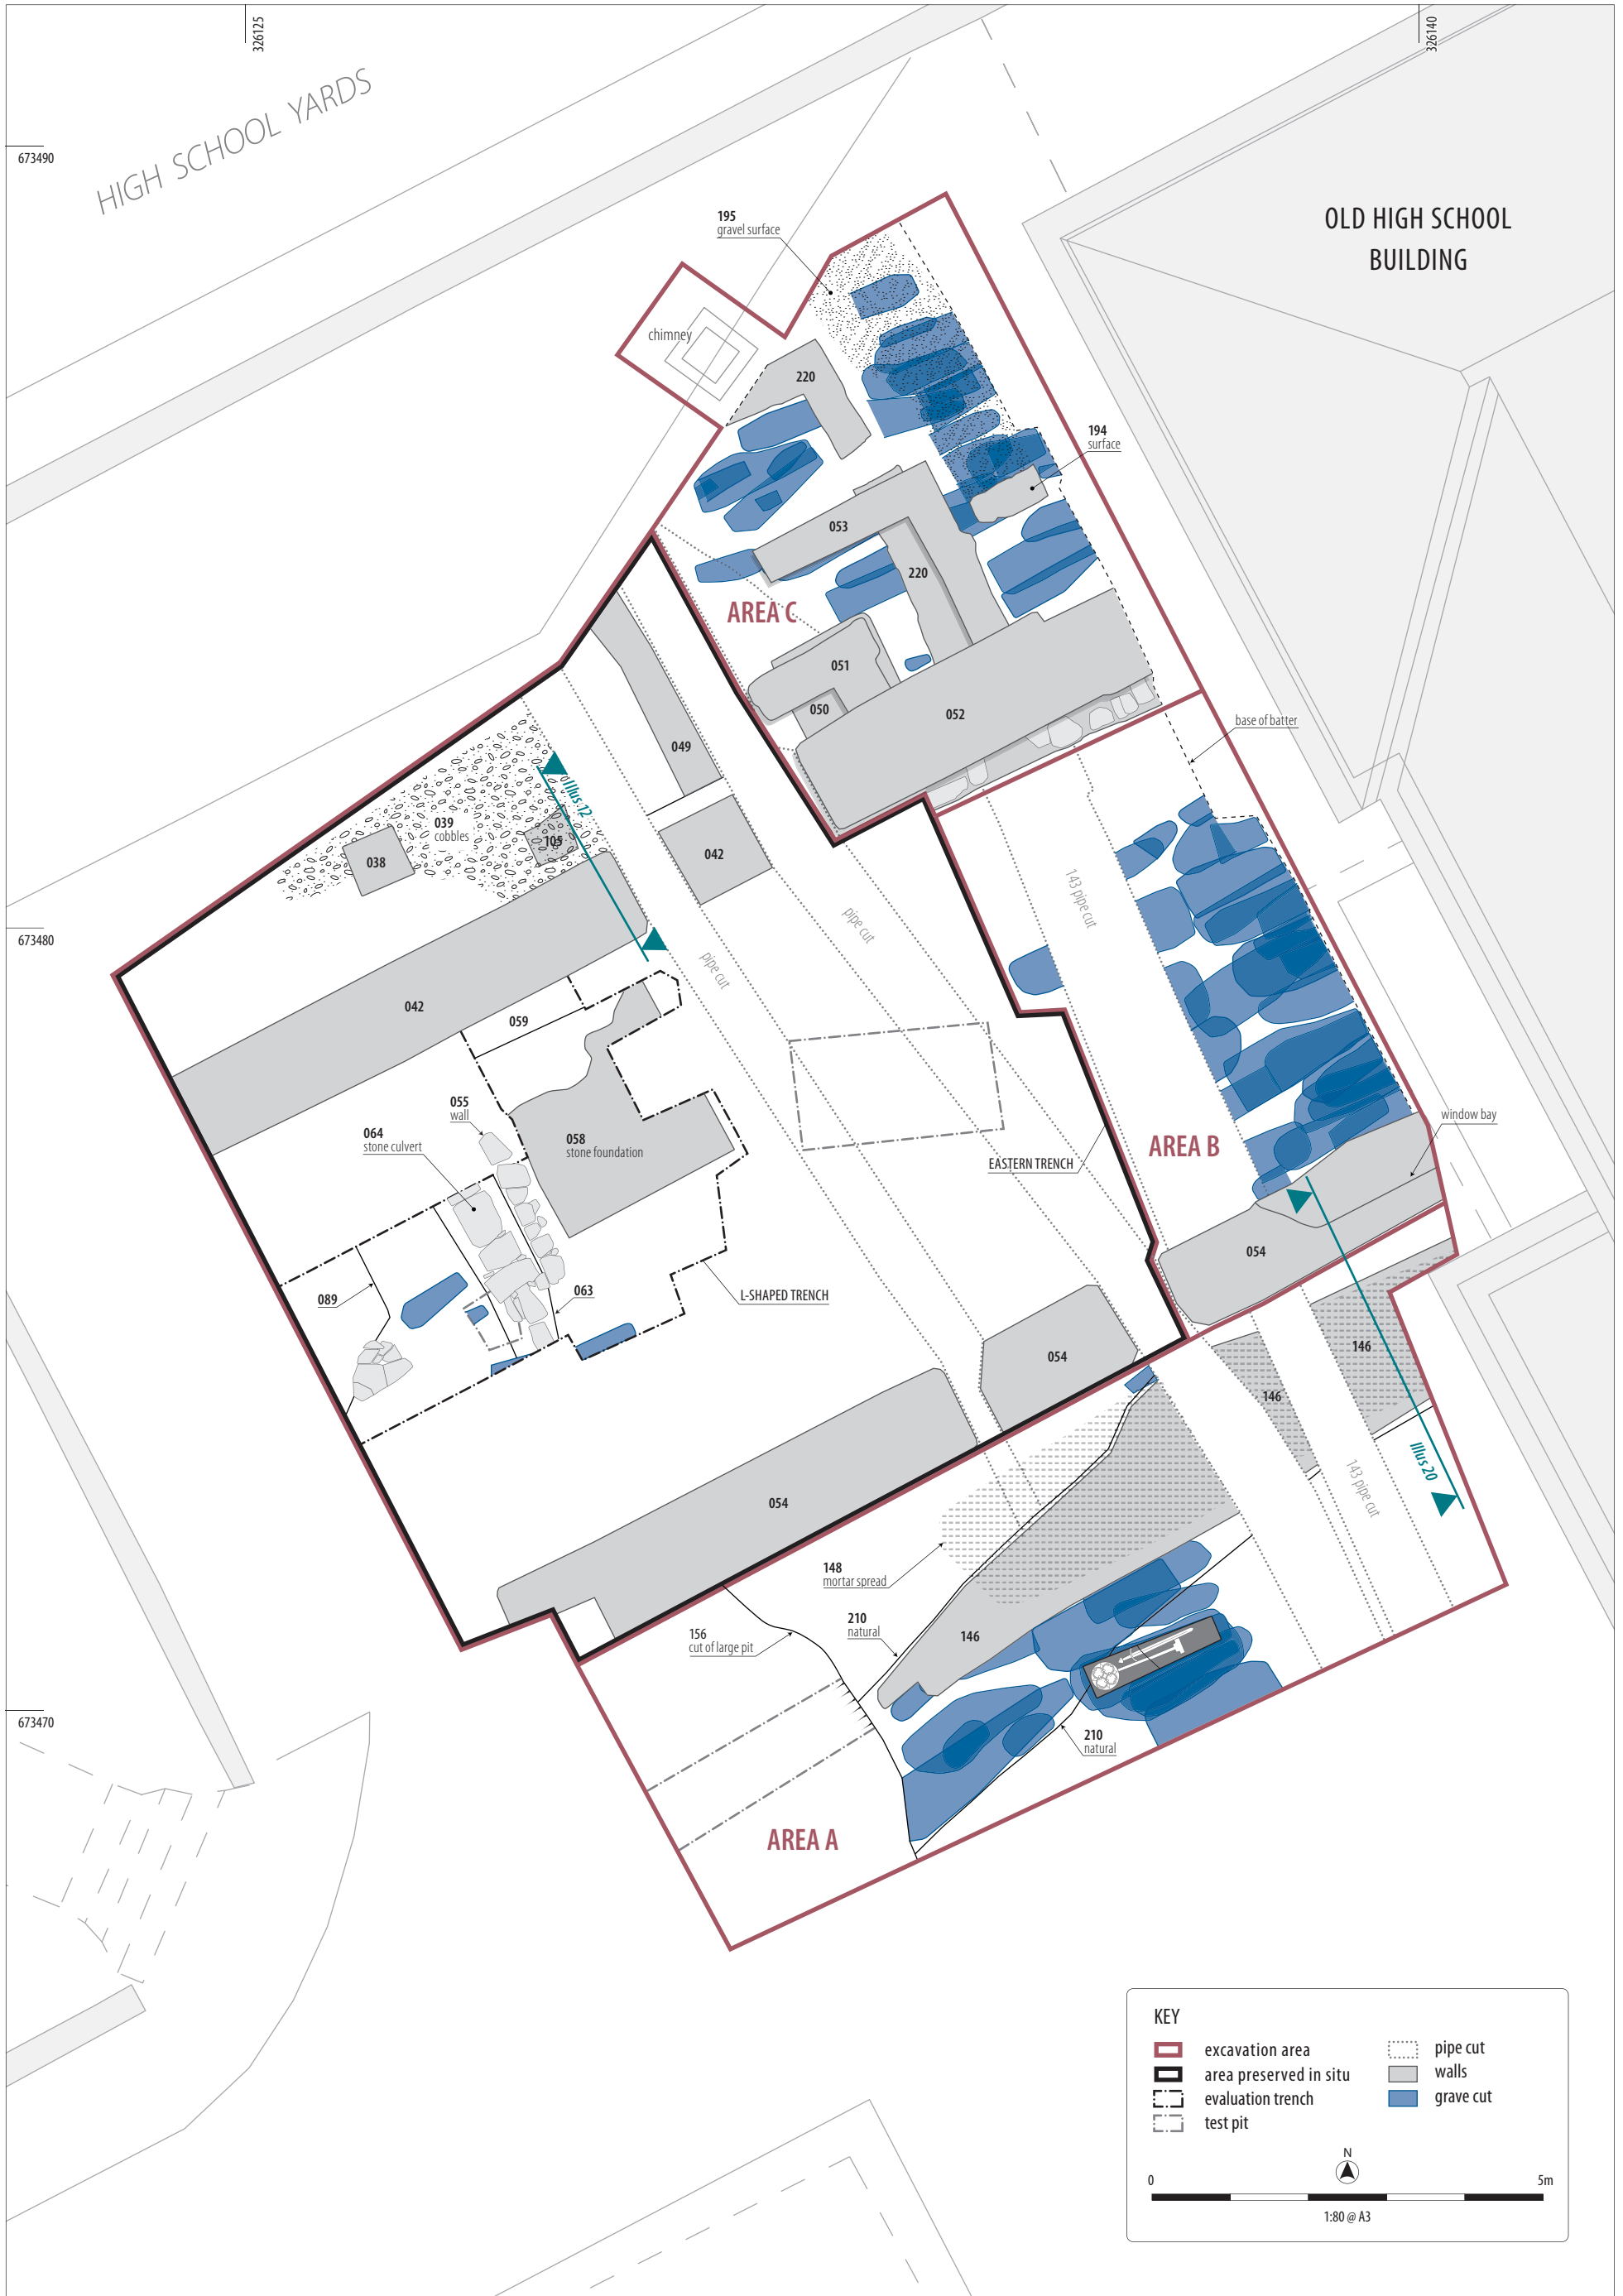 326125
326140
HIGH SCHOOL YARDS
673490
OLD HIGH SCHOOL
BUILDING
195
gravel surface
chimney
220
194
surface
053
220
AREA C
051
050
052
049
base of batter
Illus 12
039
cobbles
105
038
042
143 pipe cut
pipe cut
673480
pipe cut
042
059
055
wall
064
stone culvert
058
stone foundation
window bay
AREA B
EASTERN TRENCH
054
089
063
L-SHAPED TRENCH
146
054
146
Illus 20
143 pipe cut
054
148
mortar spread
210
natural
156
cut of large pit
146
673470
210
natural
AREA A
KEY
excavation area
area preserved in situ
evaluation trench
test pit
pipe cut
walls
grave cut
N
0
5m
1:80 @ A3